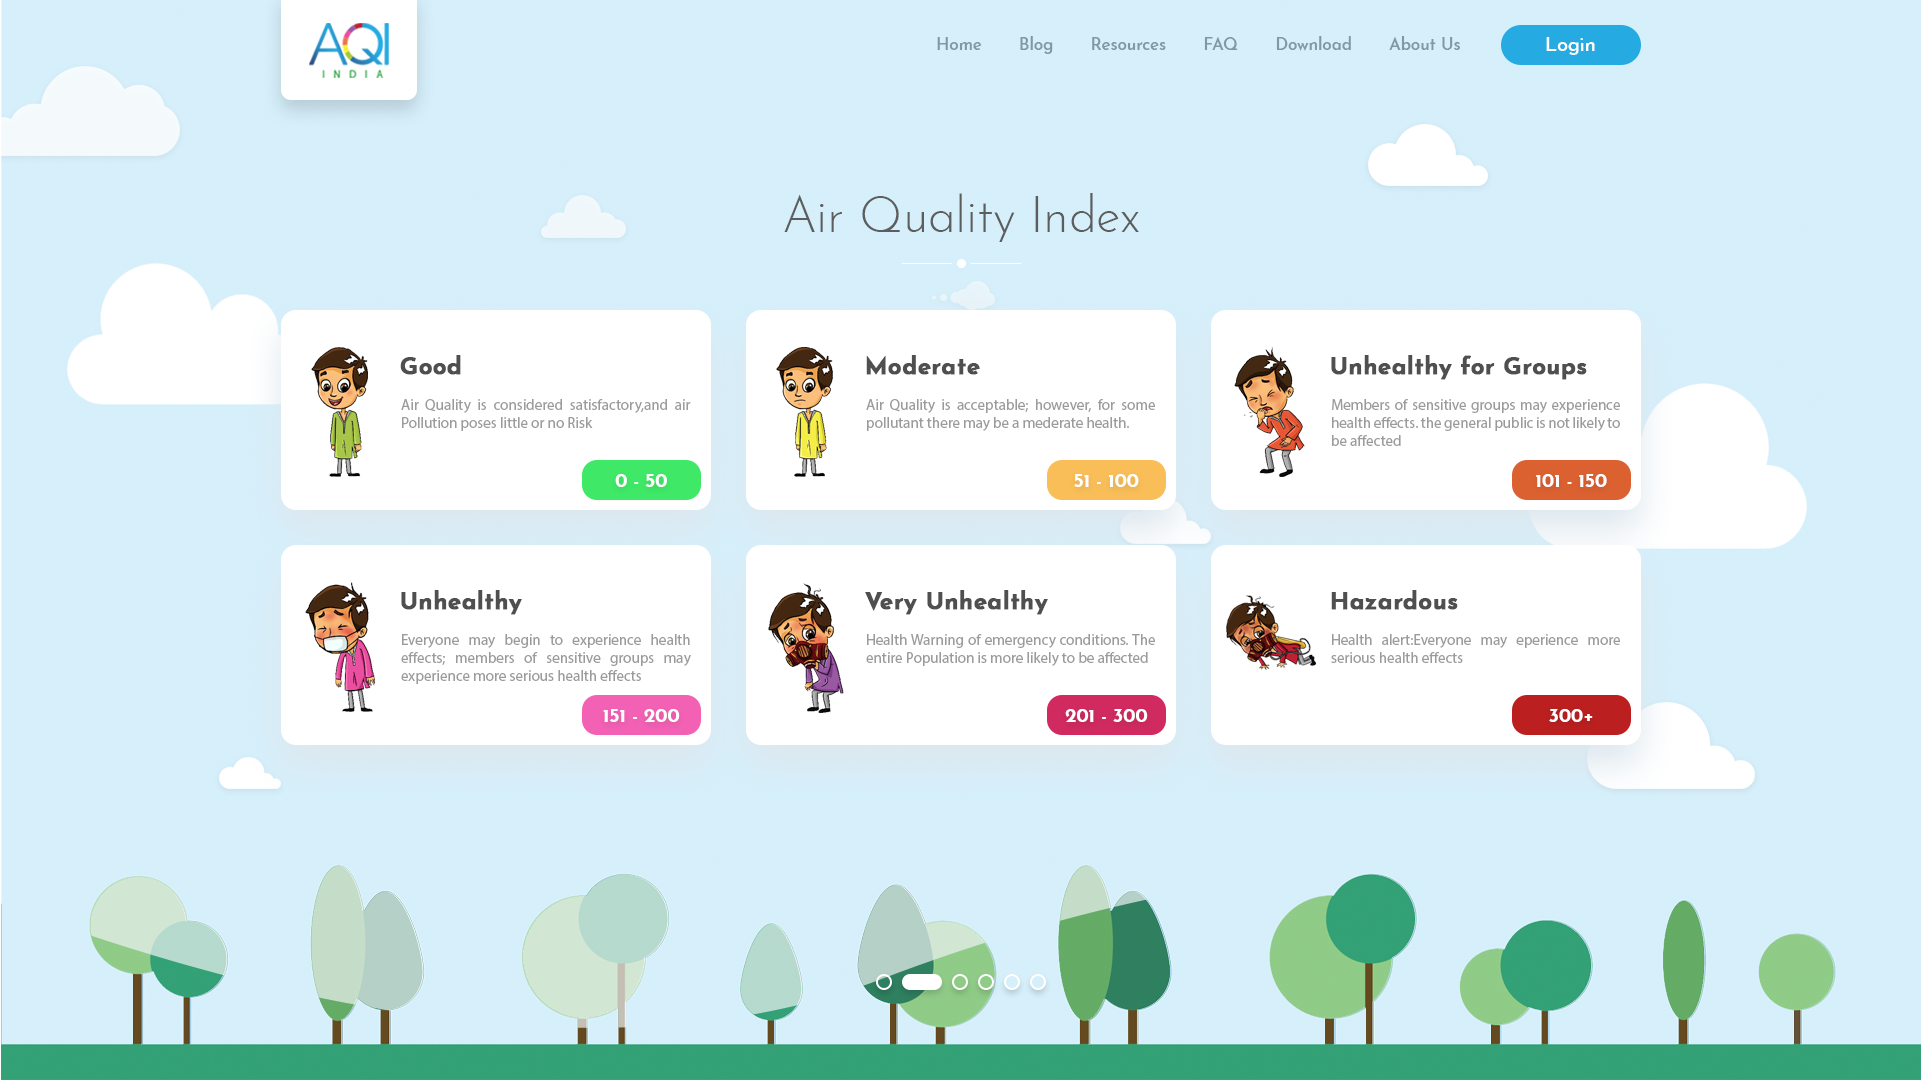 AQI
INDIA
Home Blog Resources FAQ Download About Us Login
Air Quality Index
Good
Air Quality is considered satisfactory,and air
Pollution poses little or no Risk
0 - 50
Moderate
Air Quality is acceptable; however, for some
pollutant there may be a mederate health.
51 - 100
Unhealthy for Groups
Members of sensitive groups may experience
health effects. the general public is not likely to
be affected
101 - 150
Unhealthy
Everyone may begin to experience health
effects; members of sensitive groups may
experience more serious health effects
151 - 200
Very Unhealthy
Health Warning of emergency conditions. The
entire Population is more likely to be affected
201 - 300
Hazardous
Health alert:Everyone may eperience more
serious health effects
300+